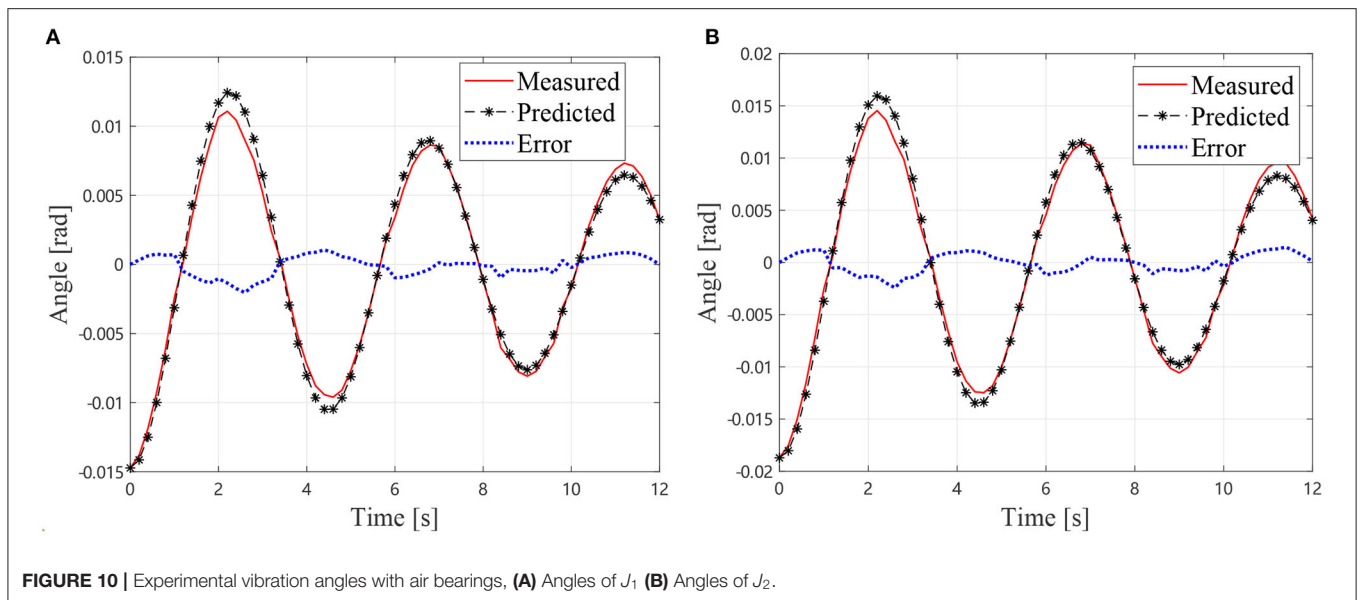 A
0.015
0.01
0.005
0
-0.005
-0.01
-0.015
Angle [rad]
Measured
Predicted
Error
0 2 4 6 8 10 12
Time [s]
B
0.02
0.015
0.01
0.005
0
-0.005
-0.01
-0.015
-0.02
Angle [rad]
Measured
Predicted
Error
0 2 4 6 8 10 12
Time [s]
FIGURE 10 | Experimental vibration angles with air bearings, (A) Angles of J1 (B) Angles of J2.